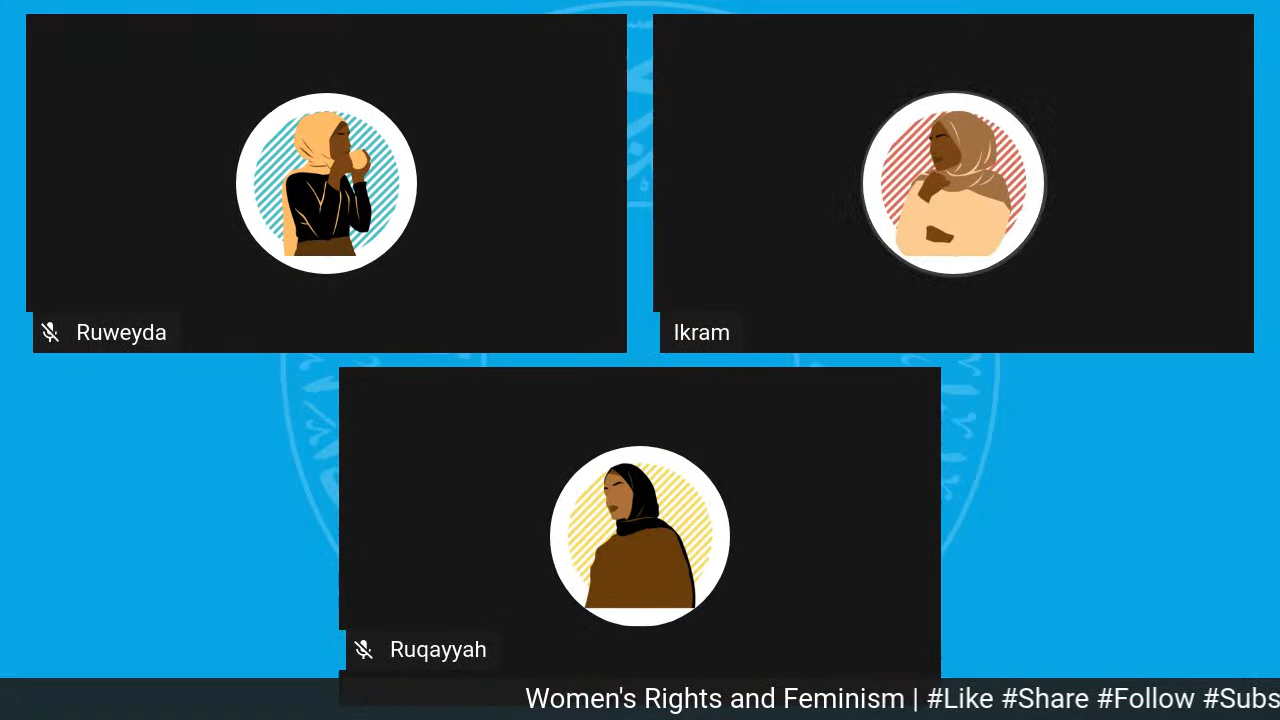 Ruweyda
Ikram
Ruqayyah
Women's Rights and Feminism | #Like #Share #Follow #Subs